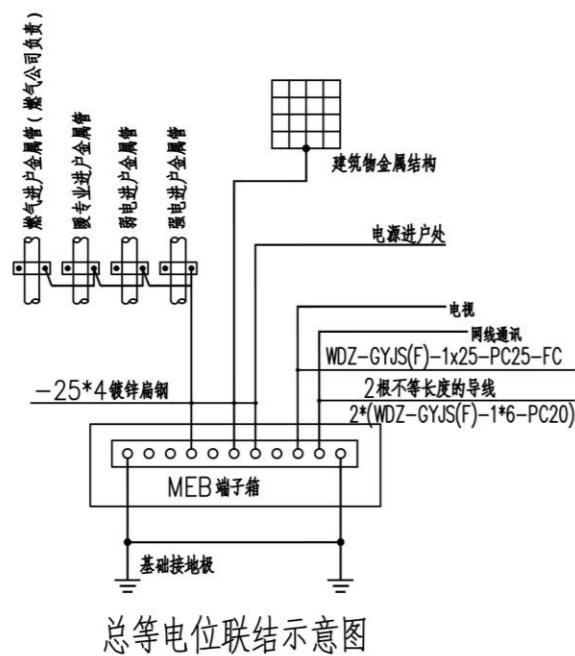 燃气进户金属管(燃气公司负责)
暖专业进户金属管
弱电进户金属管
强电进户金属管
建筑物金属结构
电源进户处
电视
网线通讯
WDZ-GYJS(F)-1x25-PC25-FC
-25*4镀锌扁钢
2根不等长度的导线
2*(WDZ-GYJS(F)-1*6-PC20)
MEB端子箱
基础接地极
总等电位联结示意图